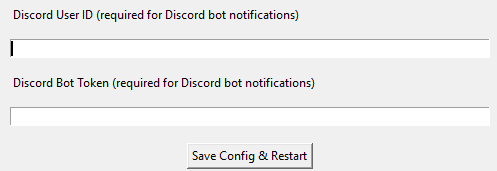 Discord User ID (required for Discord bot notifications)
Discord Bot Token (required for Discord bot notifications)
Save Config & Restart